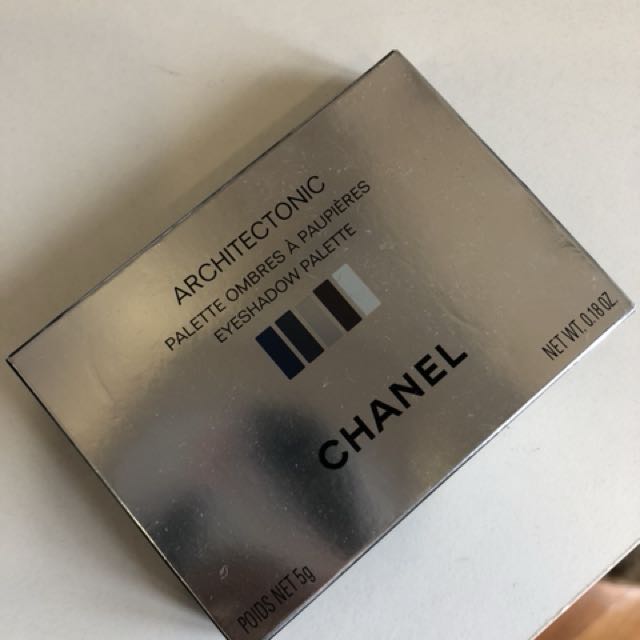 ARCHITECTONIC
PALETTE OMBRES À PAUPIÈRES
EYESHADOW PALETTE
CHANEL
POIDS NET 5g
NET WT. 0.18 OZ.